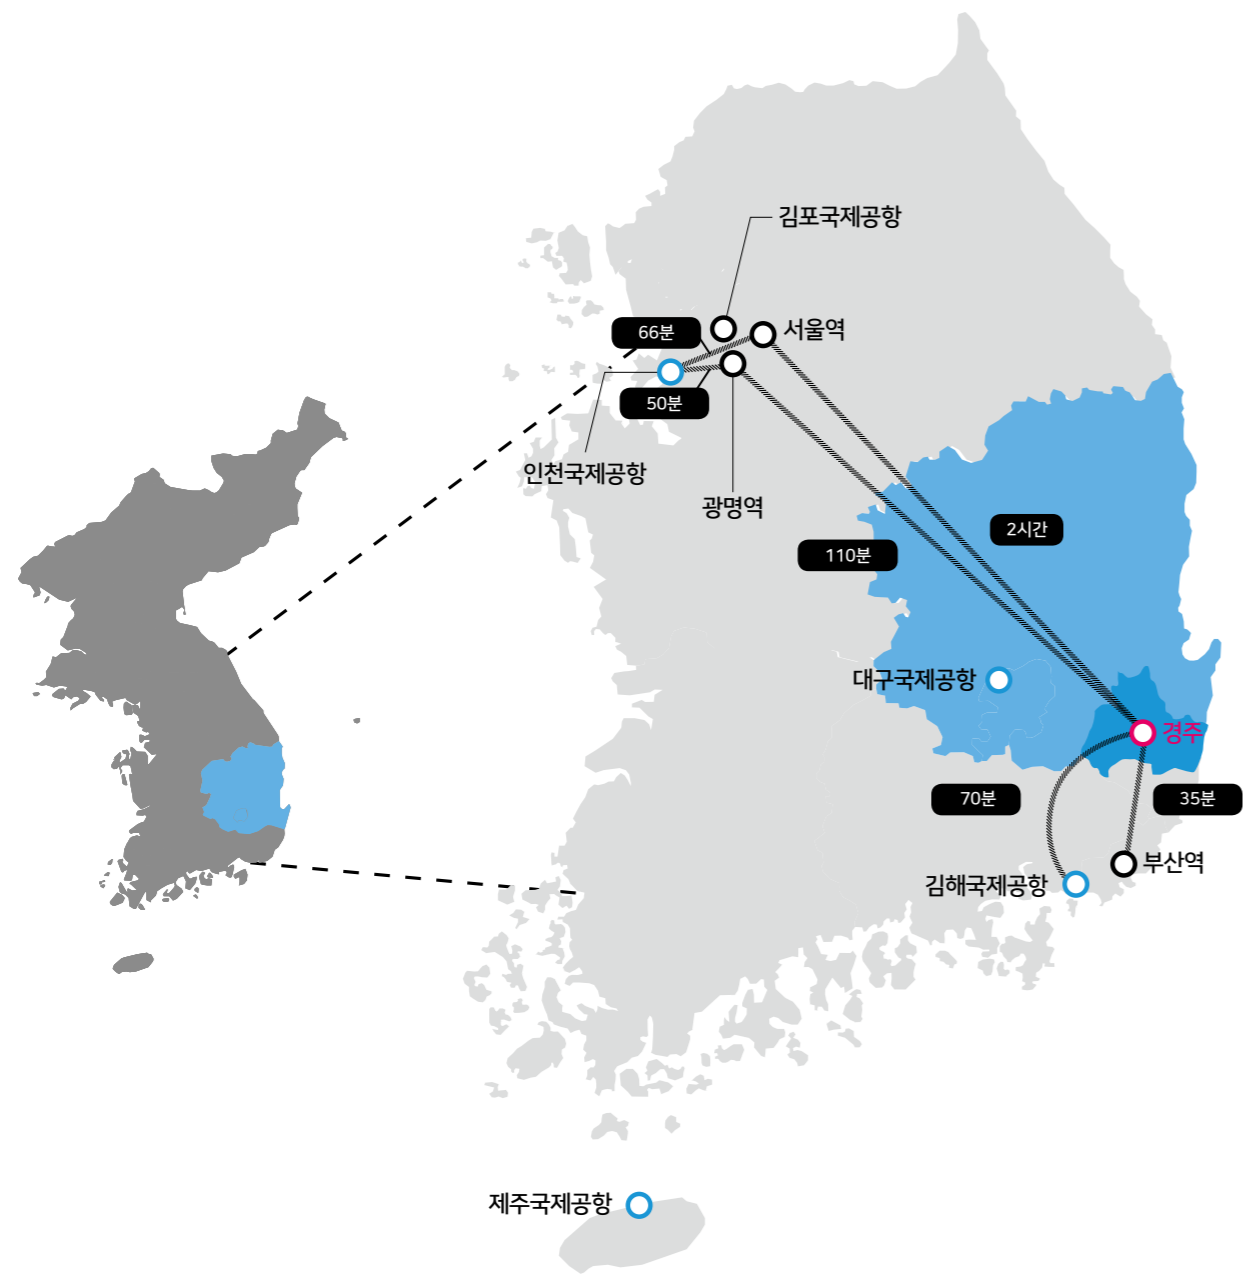 김포국제공항
66분
서울역
50분
인천국제공항
광명역
2시간
110분
대구국제공항
경주
70분
35분
부산역
김해국제공항
제주국제공항